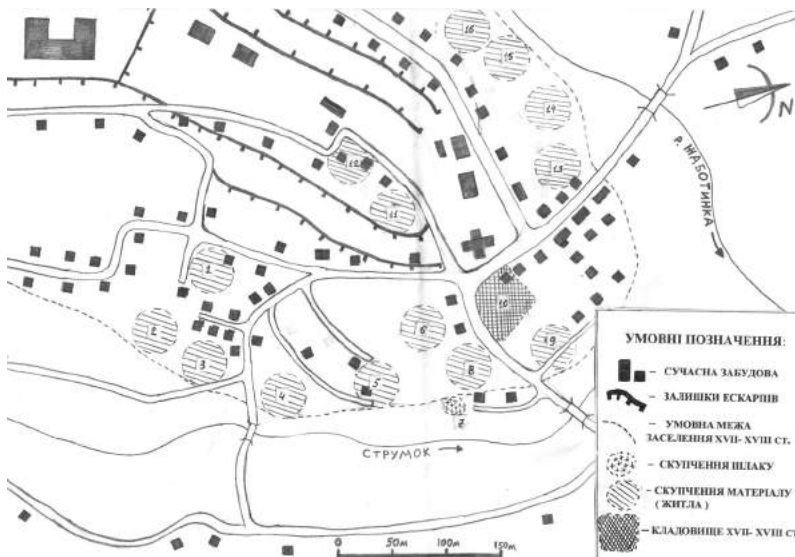 16
15
14
13
12
11
1
2
3
4
5
6
7
8
9
10
N
Р. ЖАБОТИНКА
СТРУМОК
0 50м 100м 150м
УМОВНІ ПОЗНАЧЕННЯ:
– СУЧАСНА ЗАБУДОВА
– ЗАЛИШКИ ЕСКАРПІВ
– УМОВНА МЕЖА
ЗАСЕЛЕННЯ XVII- XVIII СТ.
– СКУПЧЕННЯ ШЛАКУ
– СКУПЧЕННЯ МАТЕРІАЛУ
( ЖИТЛА )
– КЛАДОВИЩЕ XVII- XVIII СТ